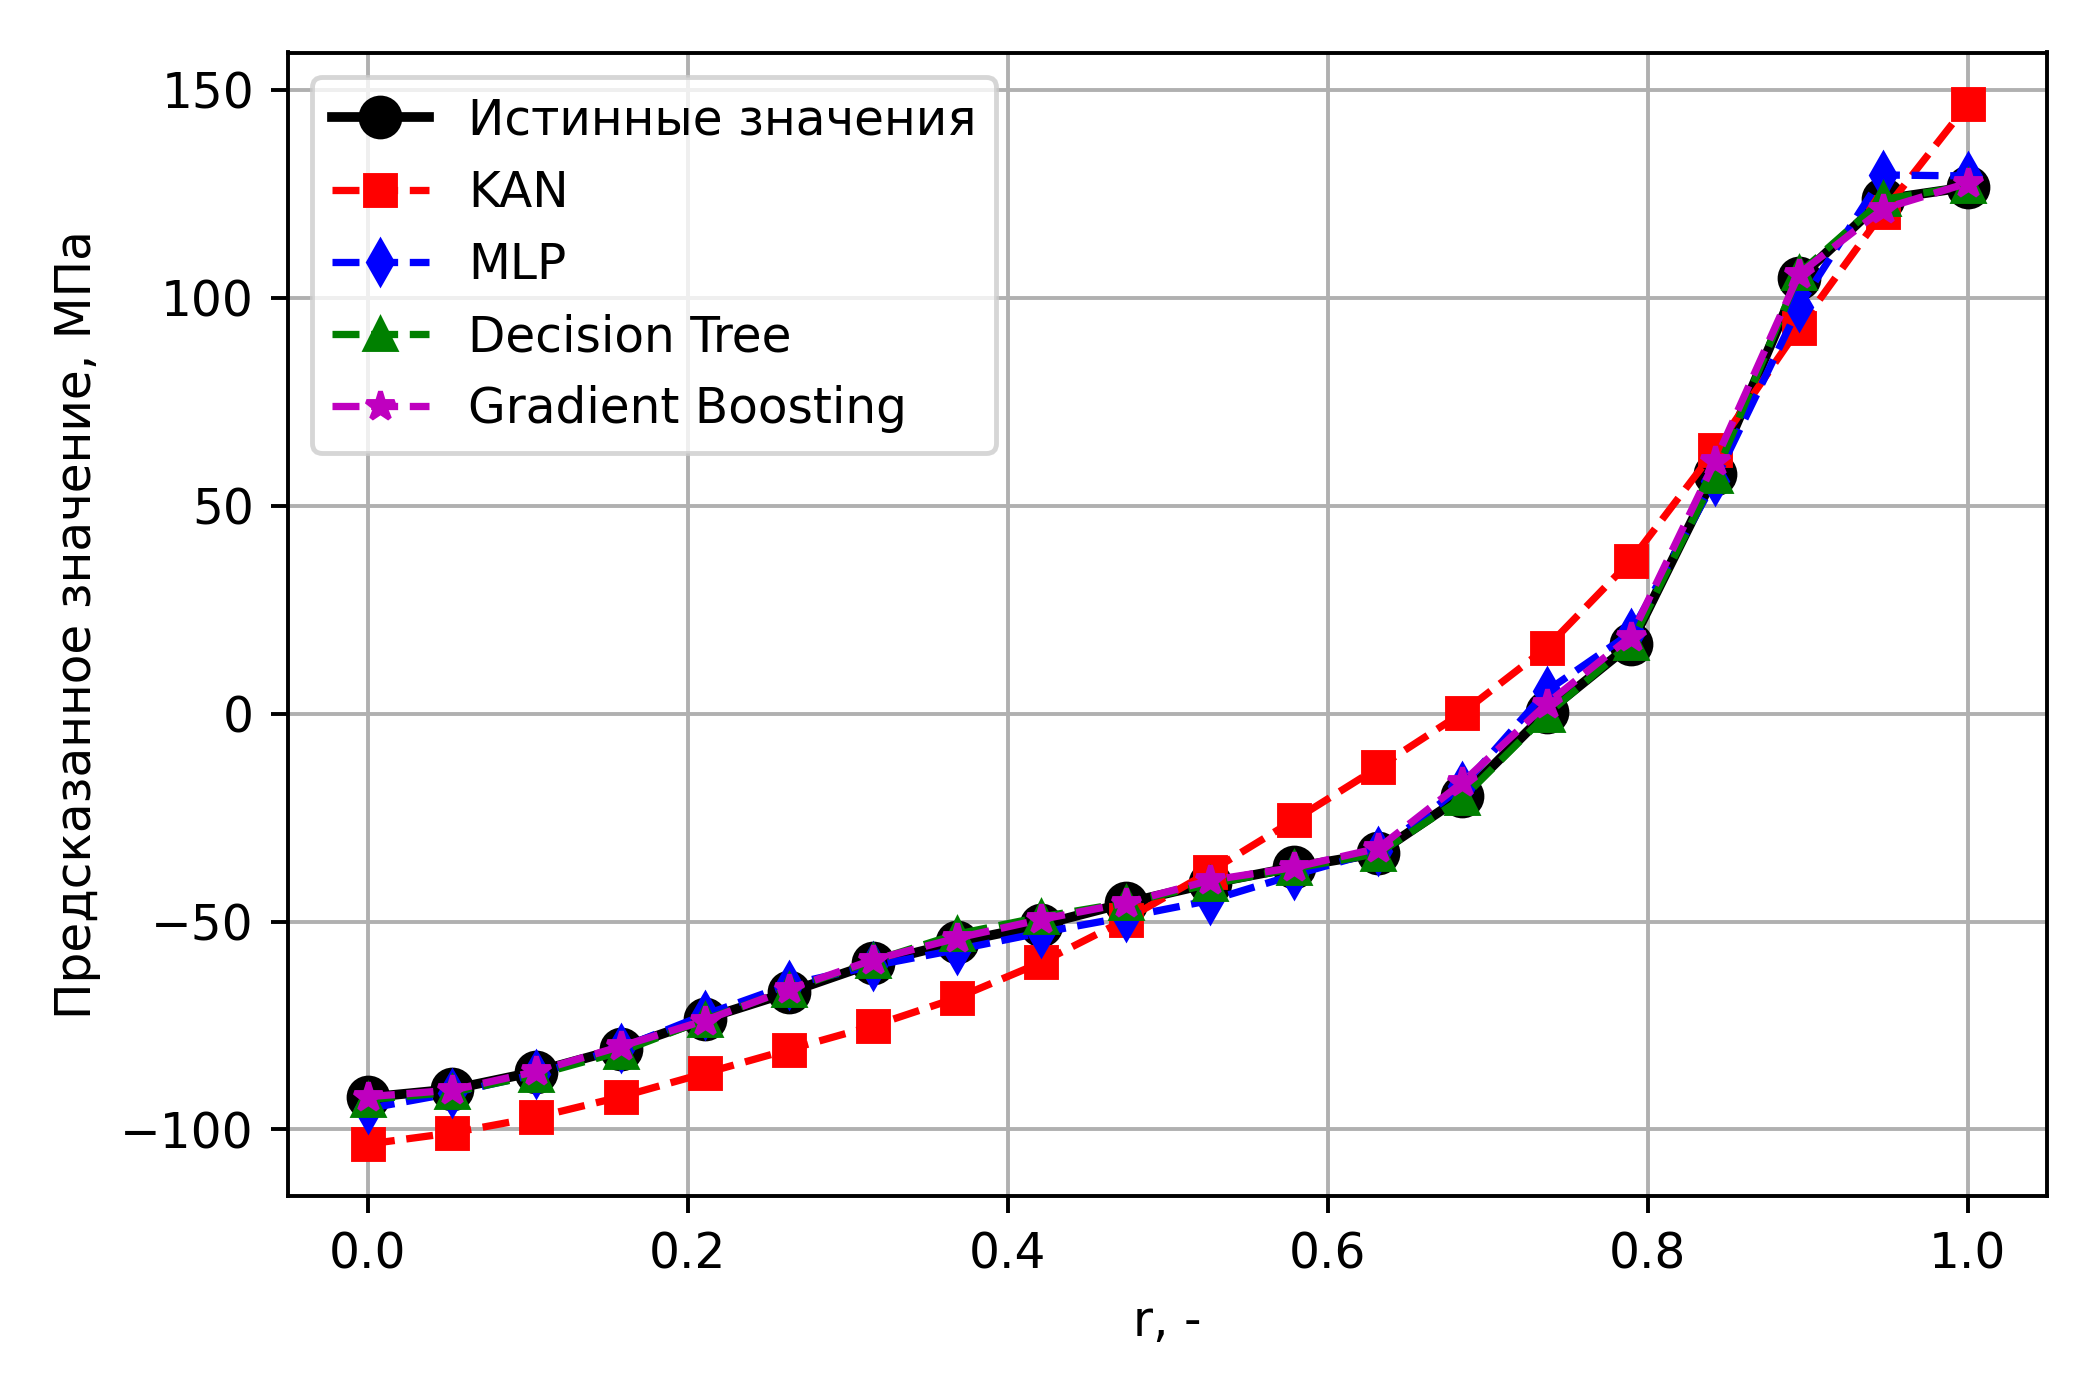 Предсказанное значение, МПа
150
100
50
0
−50
−100
Истинные значения
KAN
MLP
Decision Tree
Gradient Boosting
0.0 0.2 0.4 0.6 0.8 1.0
r, -